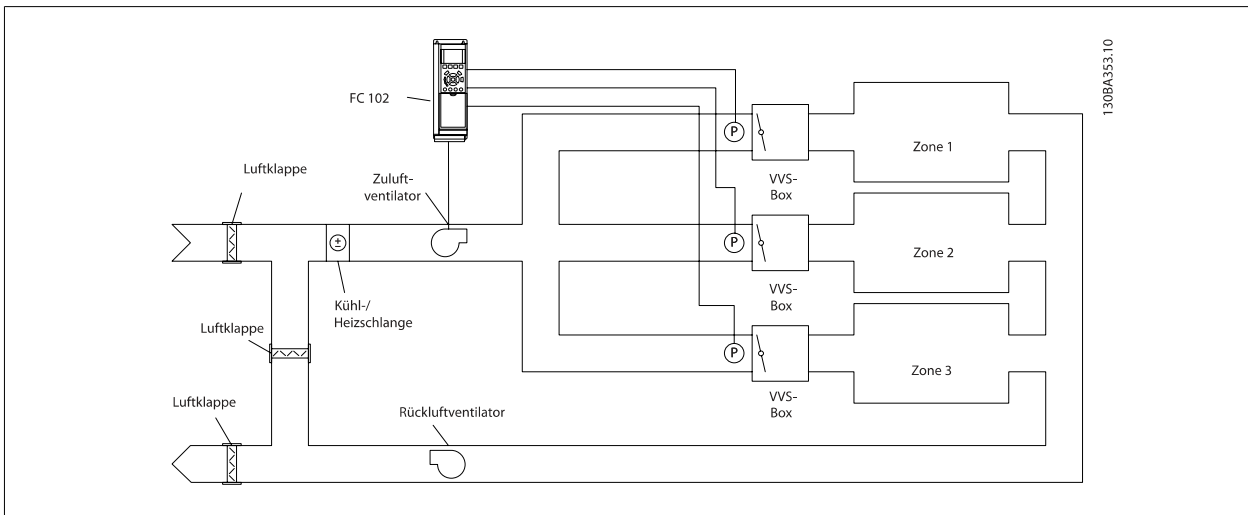 130BA353.10
FC 102
Luftklappe
Zuluft-
ventilator
P
VVS-
Box
Zone 1
±
Kühl-/
Heizschlange
P
VVS-
Box
Zone 2
Luftklappe
P
VVS-
Box
Zone 3
Luftklappe
Rückluftventilator